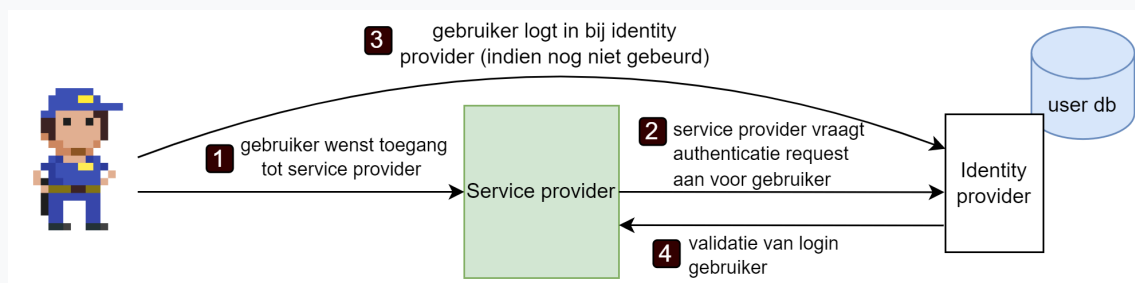 3
gebruiker logt in bij identity
provider (indien nog niet gebeurd)
user db
1
gebruiker wenst toegang
tot service provider
2
service provider vraagt
authenticatie request
aan voor gebruiker
Service provider
Identity
provider
4
validatie van login
gebruiker